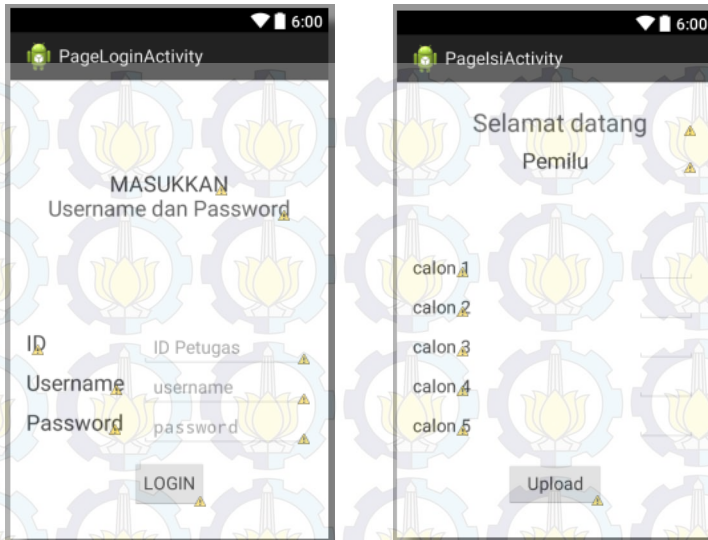 6:00
PageLoginActivity
MASUKKAN
Username dan Password
ID
ID Petugas
Username
username
Password
password
LOGIN
6:00
PageIsiActivity
Selamat datang
Pemilu
calon 1
calon 2
calon 3
calon 4
calon 5
Upload